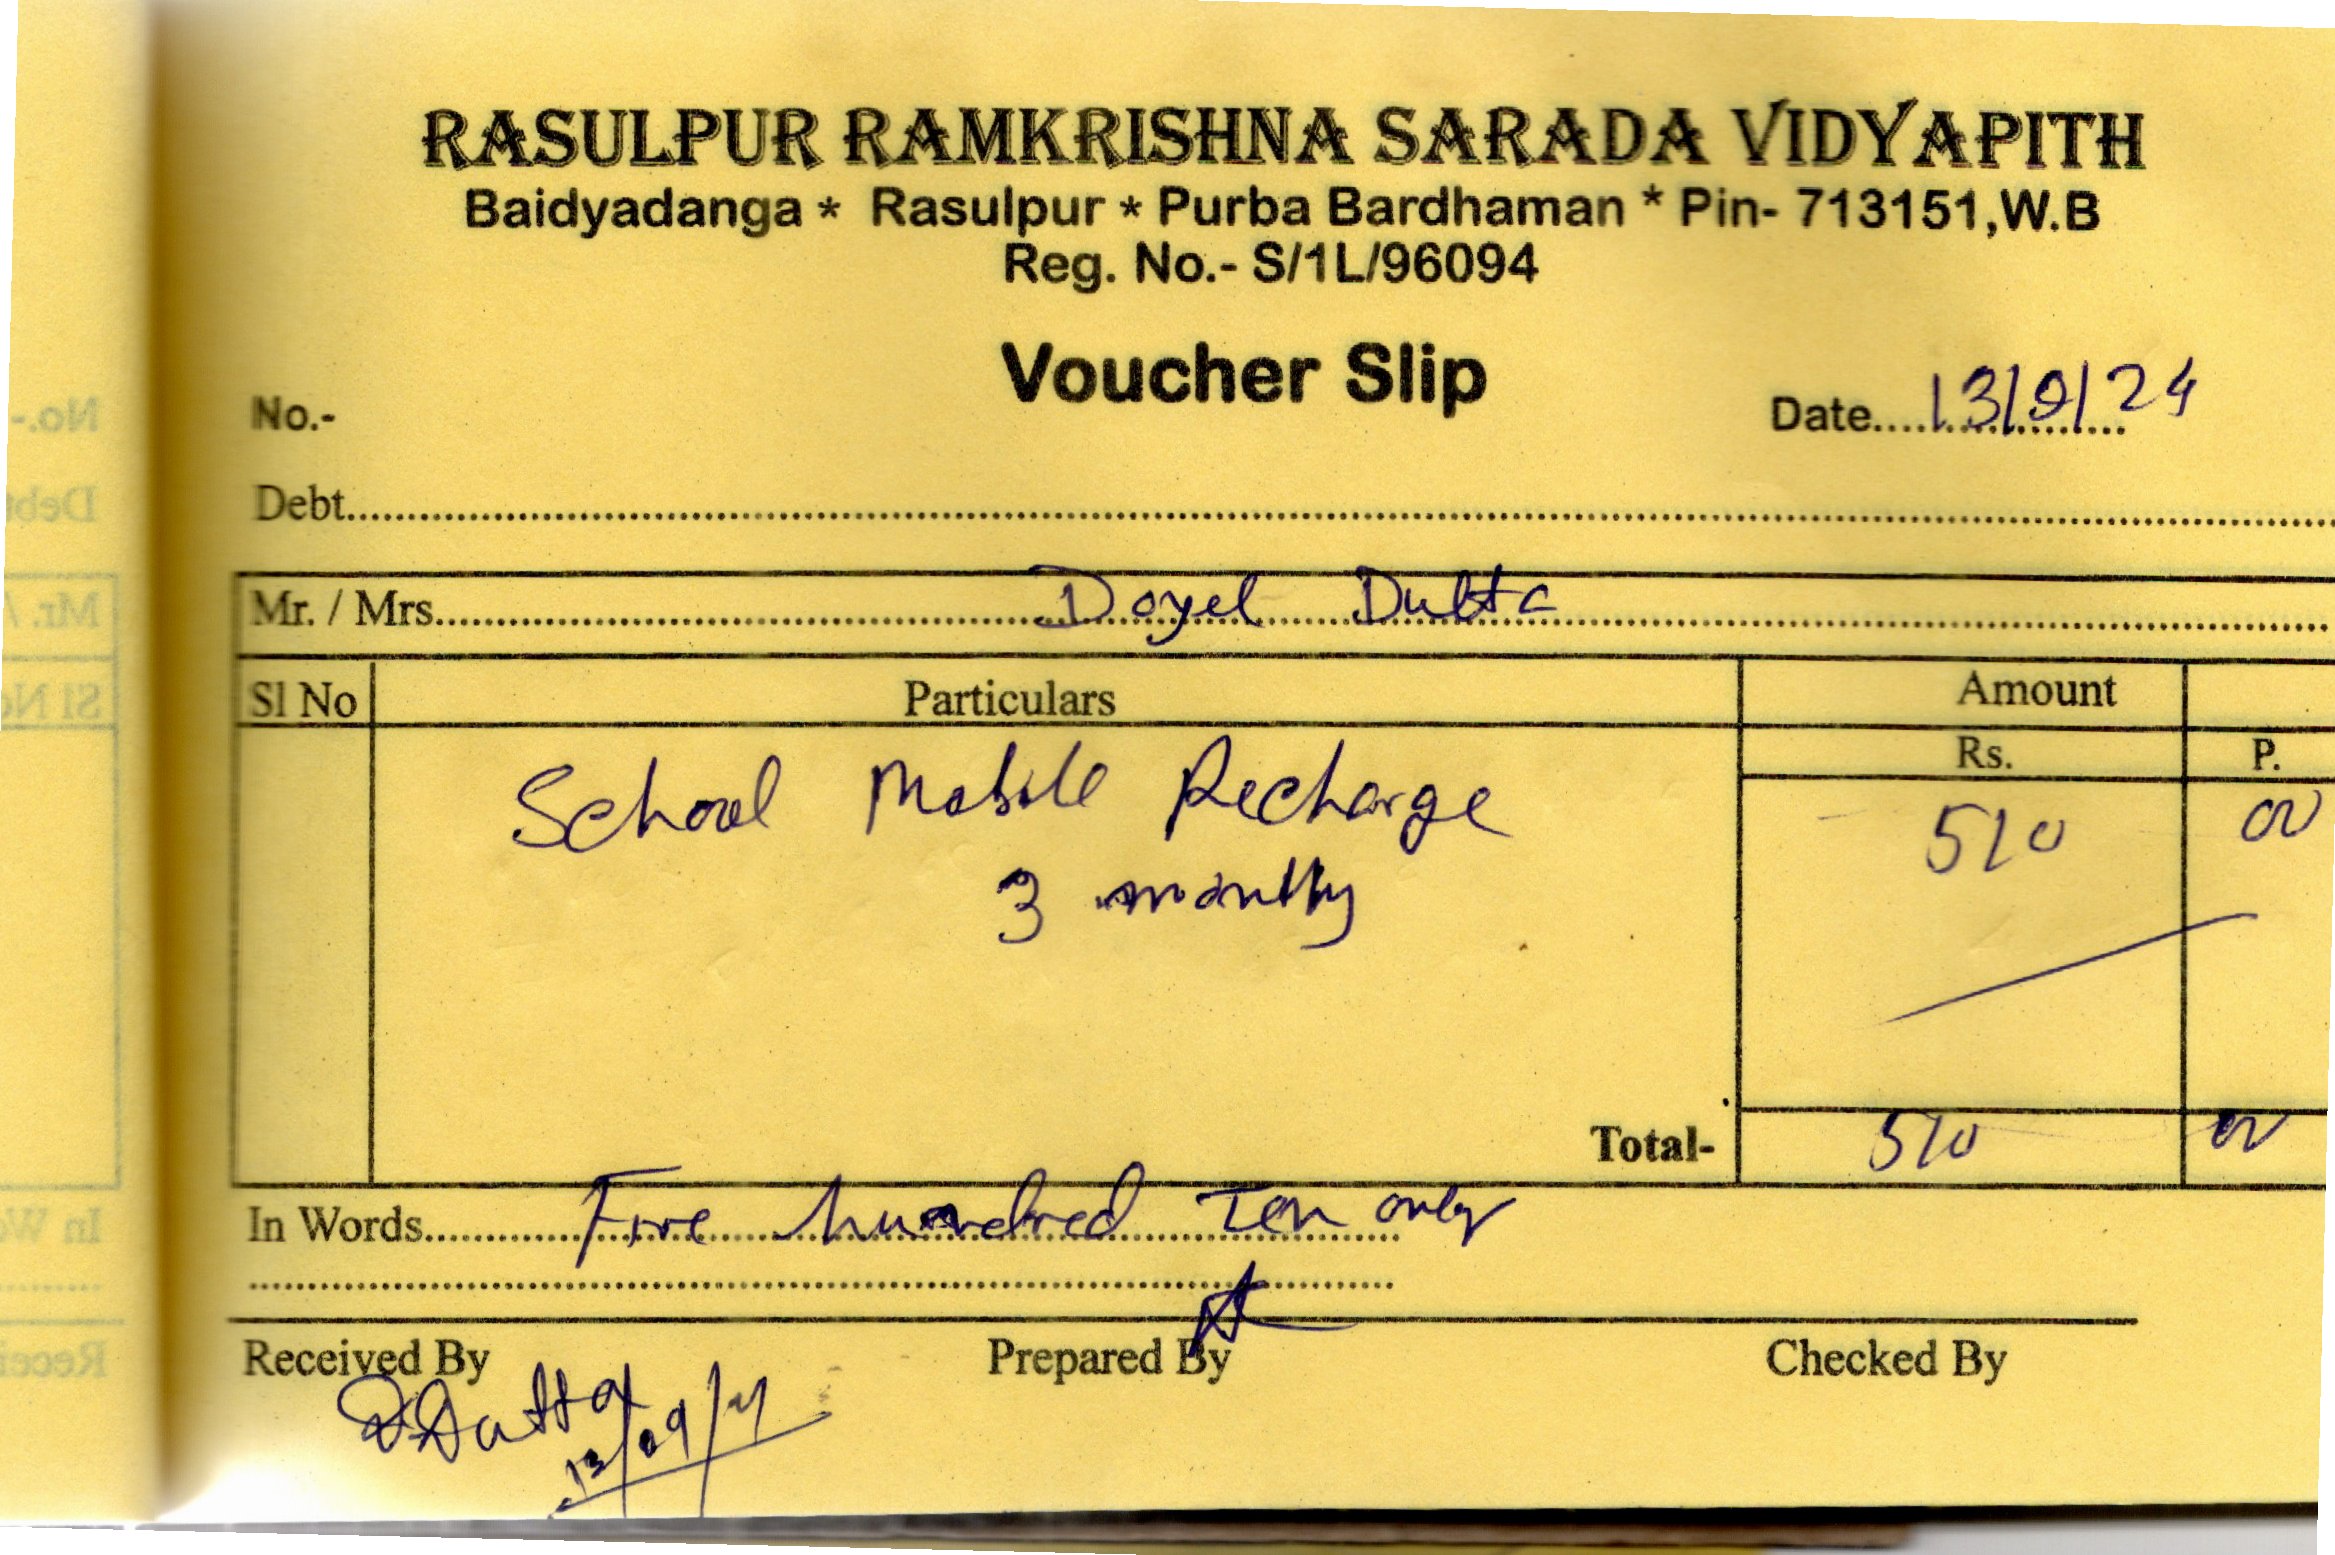 RASULPUR RAMKRISHNA SARADA VIDYAPITH
Baidyadanga * Rasulpur * Purba Bardhaman * Pin- 713151,W.B
Reg. No.- S/1L/96094
Voucher Slip
No.-
Date....13/9/24
Debt....
Mr. / Mrs.... Doyel Dutta
Sl No Particulars Amount
Rs. P.
School Mobile Recharge 510 00
3 months
Total- 510 00
In Words.... Five hundred Ten only
Received By Prepared By Checked By
D.Dutta
13/09/24